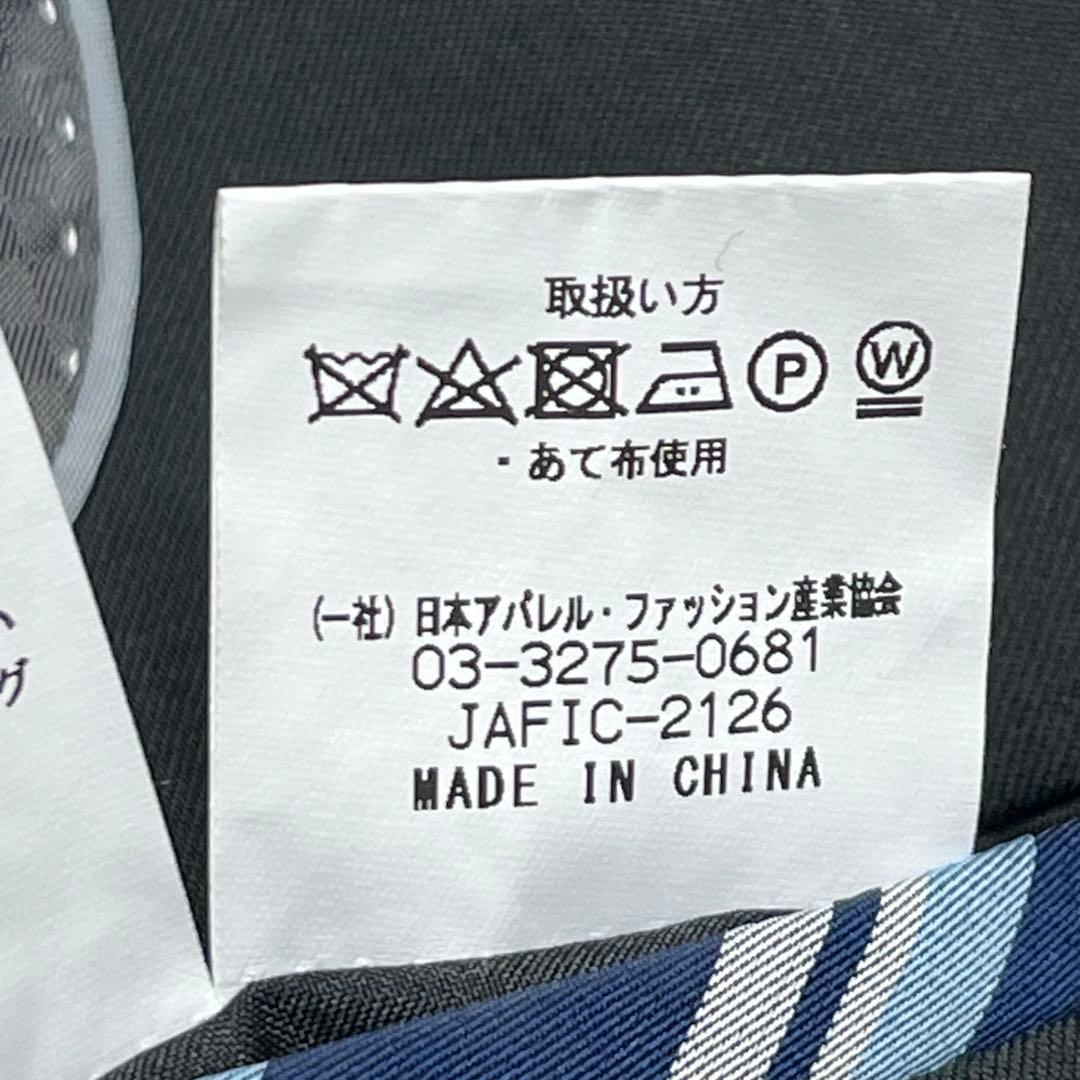 取扱い方
P W
・あて布使用
(一社)日本アパレル・ファッション産業協会
03-3275-0681
JAFIC-2126
MADE IN CHINA
グ